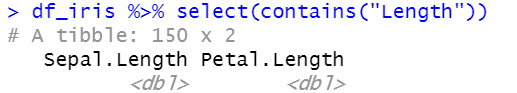 > df_iris %>% select(contains("Length"))
# A tibble: 150 x 2
Sepal.Length Petal.Length
<dbl> <dbl>